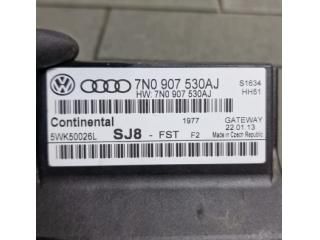 7N0 907 530AJ
HW: 7N0 907 530AJ
S1634
HH51
Continental
1977
GATEWAY
22.01.13
5WK50026L
SJ8 - FST F2
Made in Czech Republic